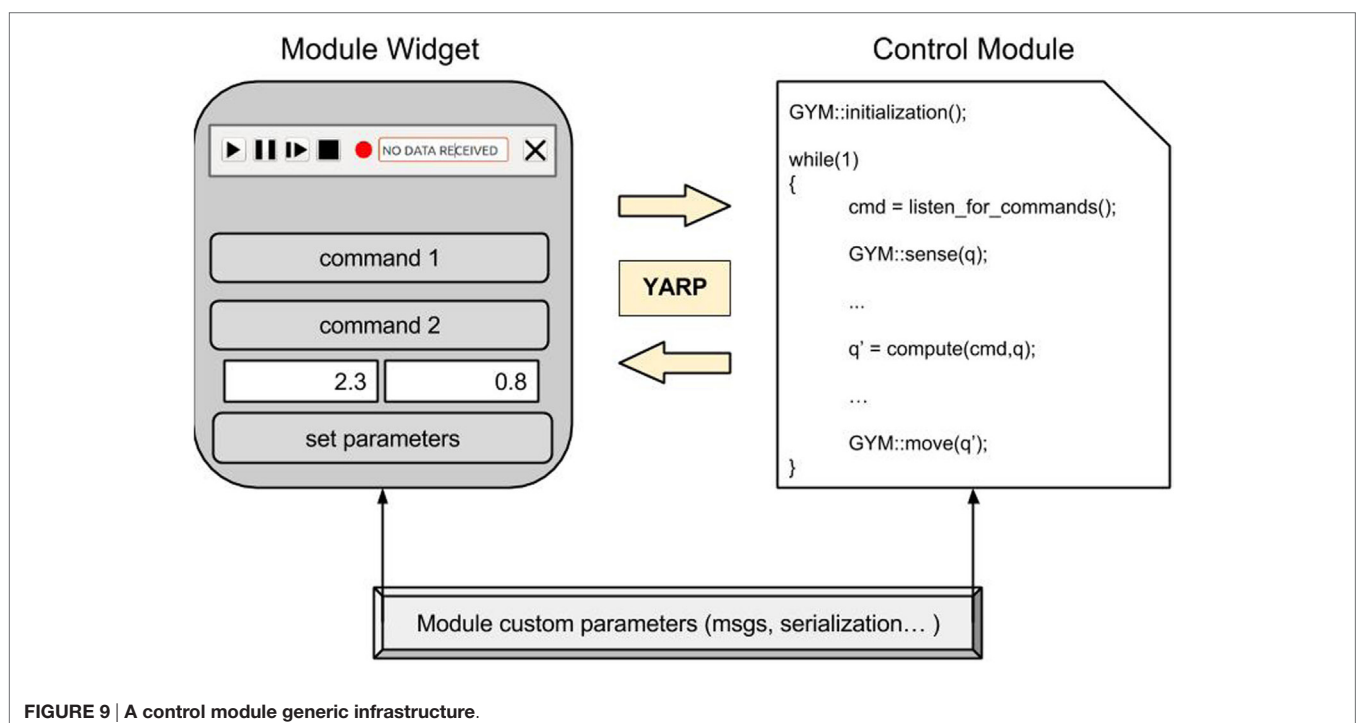 Module Widget
NO DATA RECEIVED
command 1
command 2
2.3
0.8
set parameters
YARP
Control Module
GYM::initialization();
while(1)
{
cmd = listen_for_commands();
GYM::sense(q);
...
q’ = compute(cmd,q);
...
GYM::move(q’);
}
Module custom parameters (msgs, serialization... )
FIGURE 9 | A control module generic infrastructure.